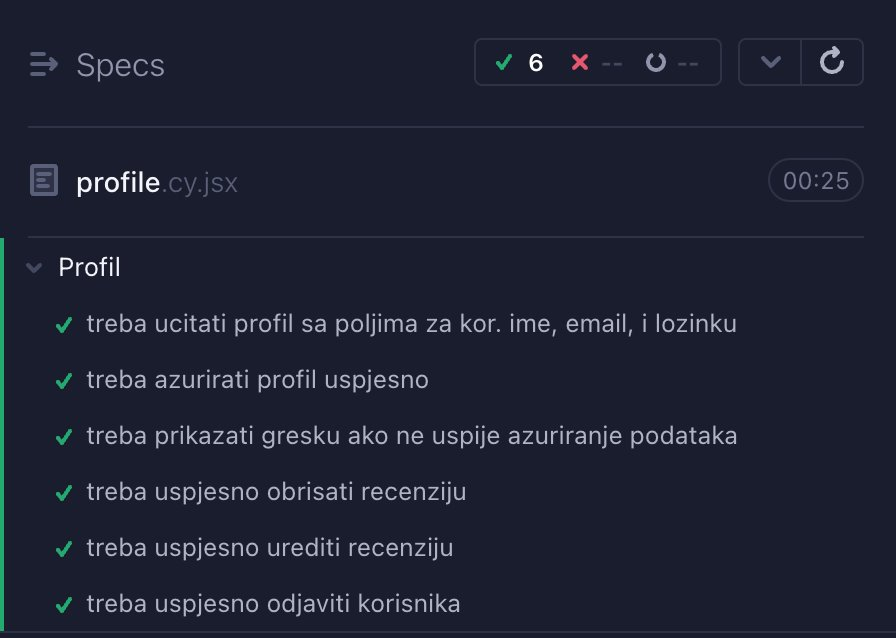 Specs 6 -- --
profile.cy.jsx 00:25
Profil
treba ucitati profil sa poljima za kor. ime, email, i lozinku
treba azurirati profil uspjesno
treba prikazati gresku ako ne uspije azuriranje podataka
treba uspjesno obrisati recenziju
treba uspjesno urediti recenziju
treba uspjesno odjaviti korisnika